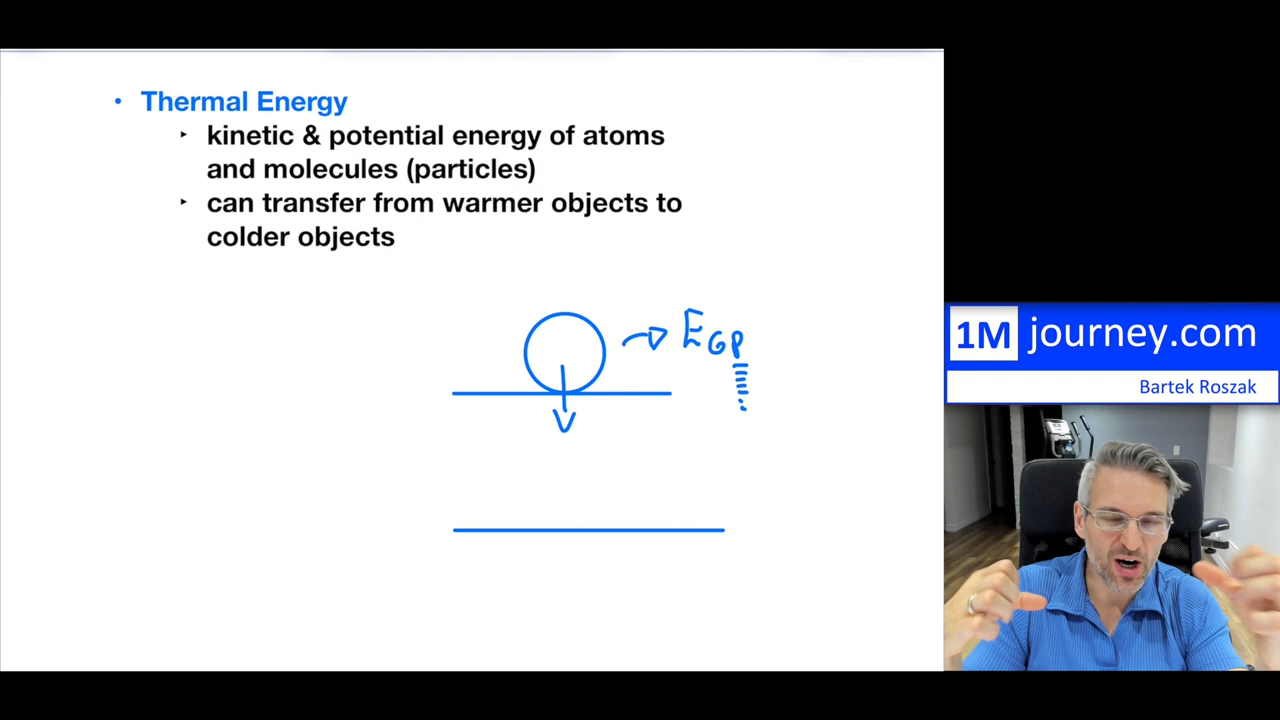 • Thermal Energy
‣ kinetic & potential energy of atoms
and molecules (particles)
‣ can transfer from warmer objects to
colder objects
EGP
1M journey.com
Bartek Roszak